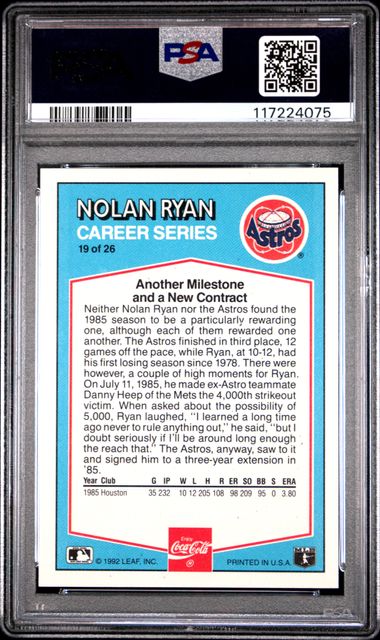 PSA
117224075
NOLAN RYAN
CAREER SERIES
19 of 26
Astros
®
Another Milestone
and a New Contract
Neither Nolan Ryan nor the Astros found the
1985 season to be a particularly rewarding
one, although each of them rewarded one
another. The Astros finished in third place, 12
games off the pace, while Ryan, at 10-12, had
his first losing season since 1978. There were
however, a couple of high moments for Ryan.
On July 11, 1985, he made ex-Astro teammate
Danny Heep of the Mets the 4,000th strikeout
victim. When asked about the possibility of
5,000, Ryan laughed, "I learned a long time
ago never to rule anything out," he said, "but I
doubt seriously if I'll be around long enough
the reach that." The Astros, anyway, saw to it
and signed him to a three-year extension in
'85.
Year Club G IP W L H R ER SO BB S ERA
1985 Houston 35 232 10 12 205 108 98 209 95 0 3.80
Enjoy
Coca-Cola
®
© 1992 LEAF, INC.
PRINTED IN U.S.A.
PSA